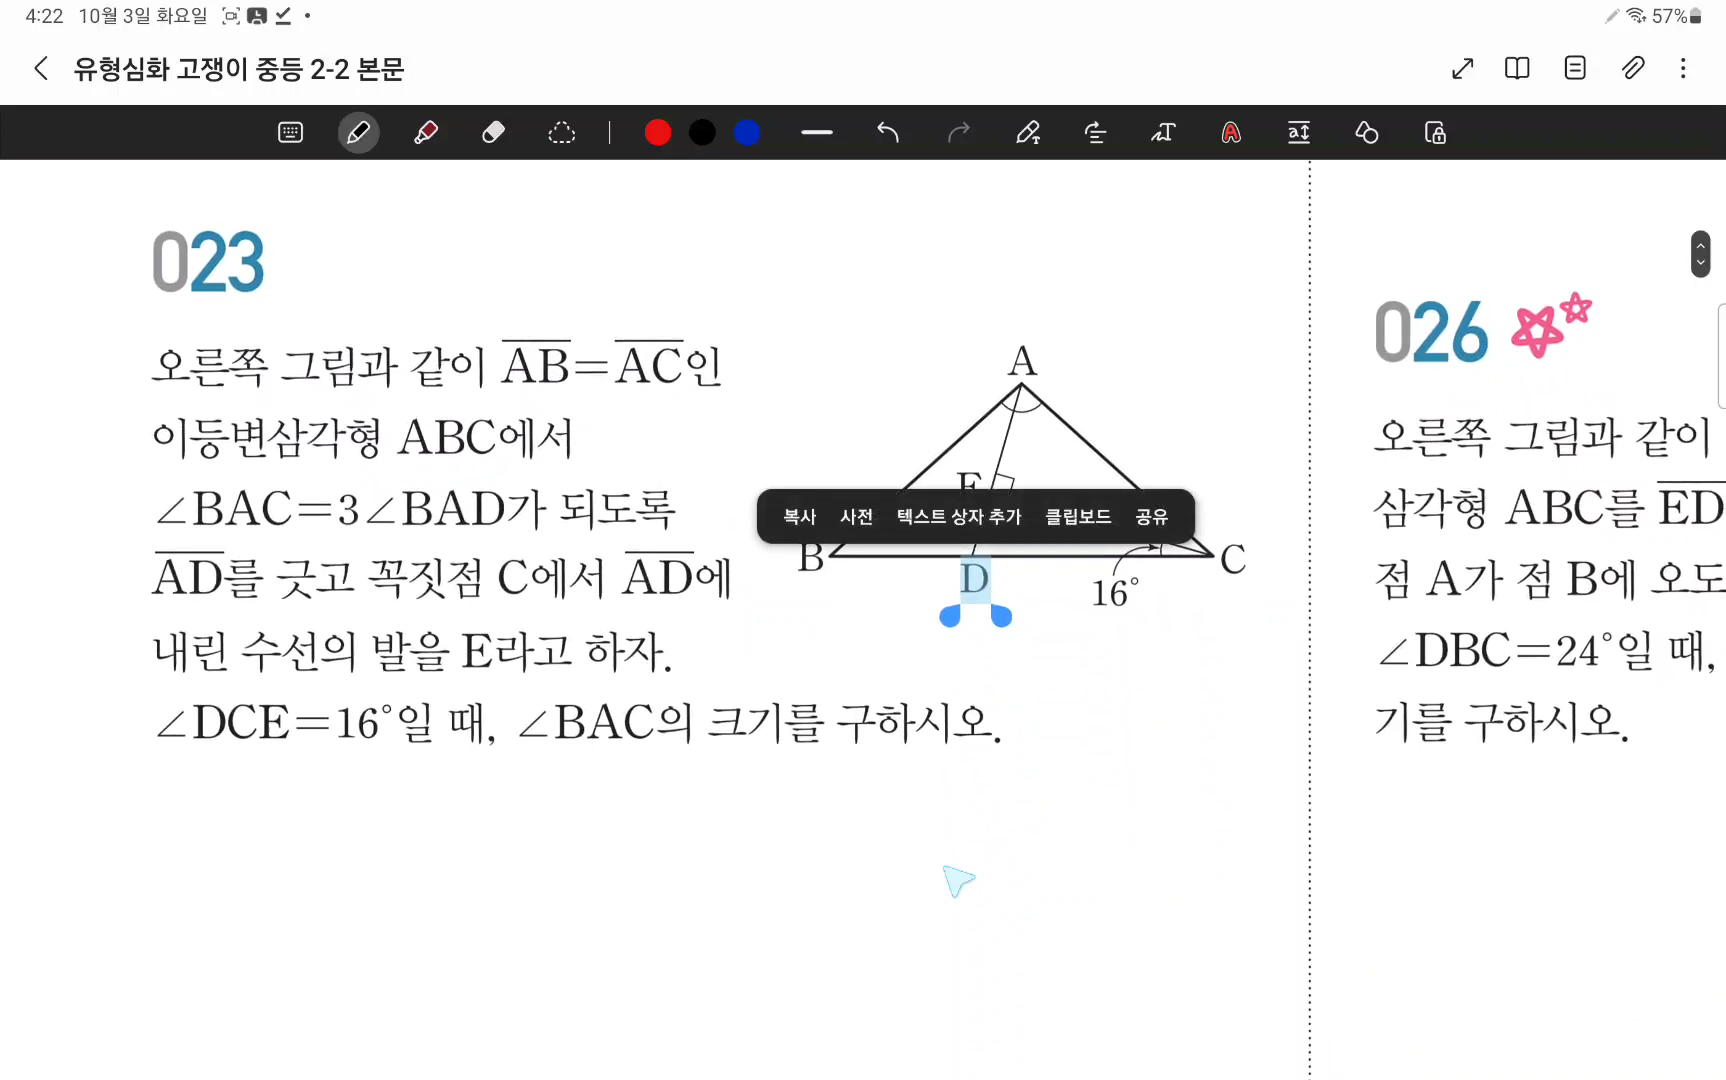 4:22 10월 3일 화요일
57%
유형심화 고쟁이 중등 2-2 본문
023
오른쪽 그림과 같이 AB=AC인
이등변삼각형 ABC에서
∠BAC=3∠BAD가 되도록
AD를 긋고 꼭짓점 C에서 AD에
내린 수선의 발을 E라고 하자.
∠DCE=16°일 때, ∠BAC의 크기를 구하시오.
A
E
복사 사전 텍스트 상자 추가 클립보드 공유
B
C
D
16°
026
오른쪽 그림과 같이
삼각형 ABC를 ED
점 A가 점 B에 오도
∠DBC=24°일 때,
기를 구하시오.